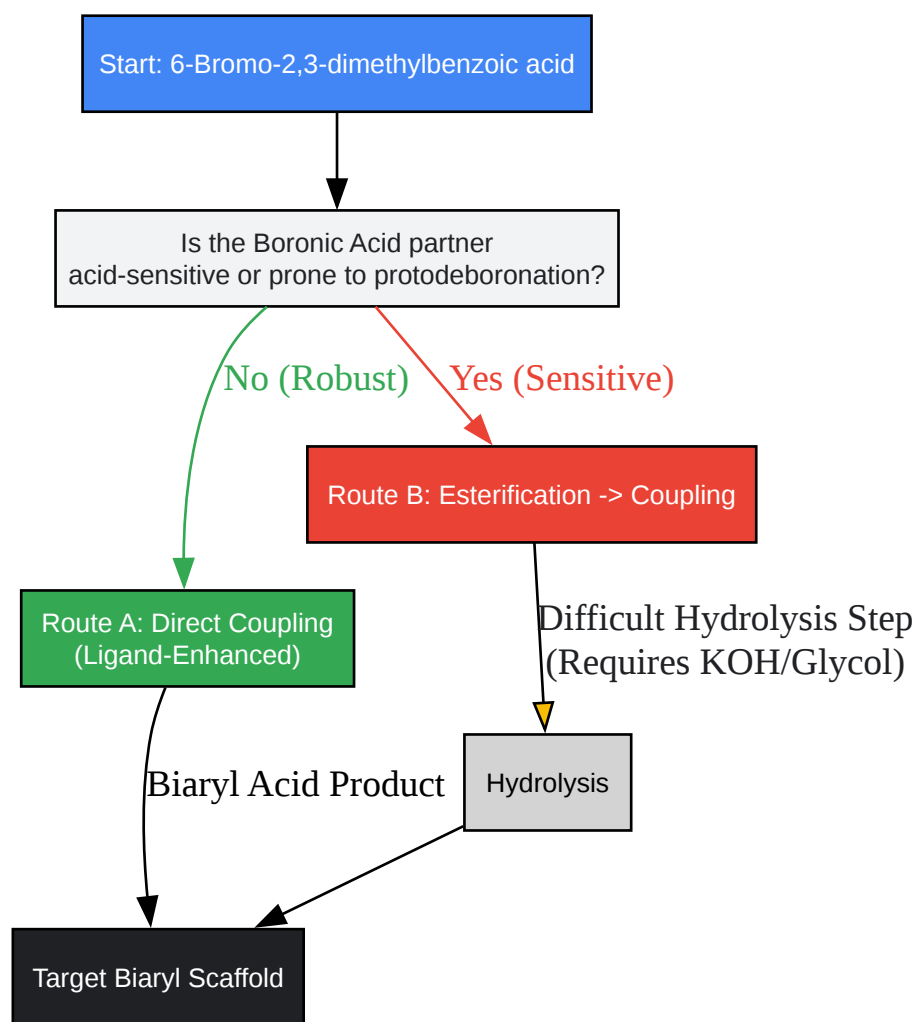 Start: 6-Bromo-2,3-dimethylbenzoic acid
Is the Boronic Acid partner
acid-sensitive or prone to protodeboronation?
No (Robust)
Yes (Sensitive)
Route B: Esterification -> Coupling
Route A: Direct Coupling
(Ligand-Enhanced)
Difficult Hydrolysis Step
(Requires KOH/Glycol)
Biaryl Acid Product
Hydrolysis
Target Biaryl Scaffold